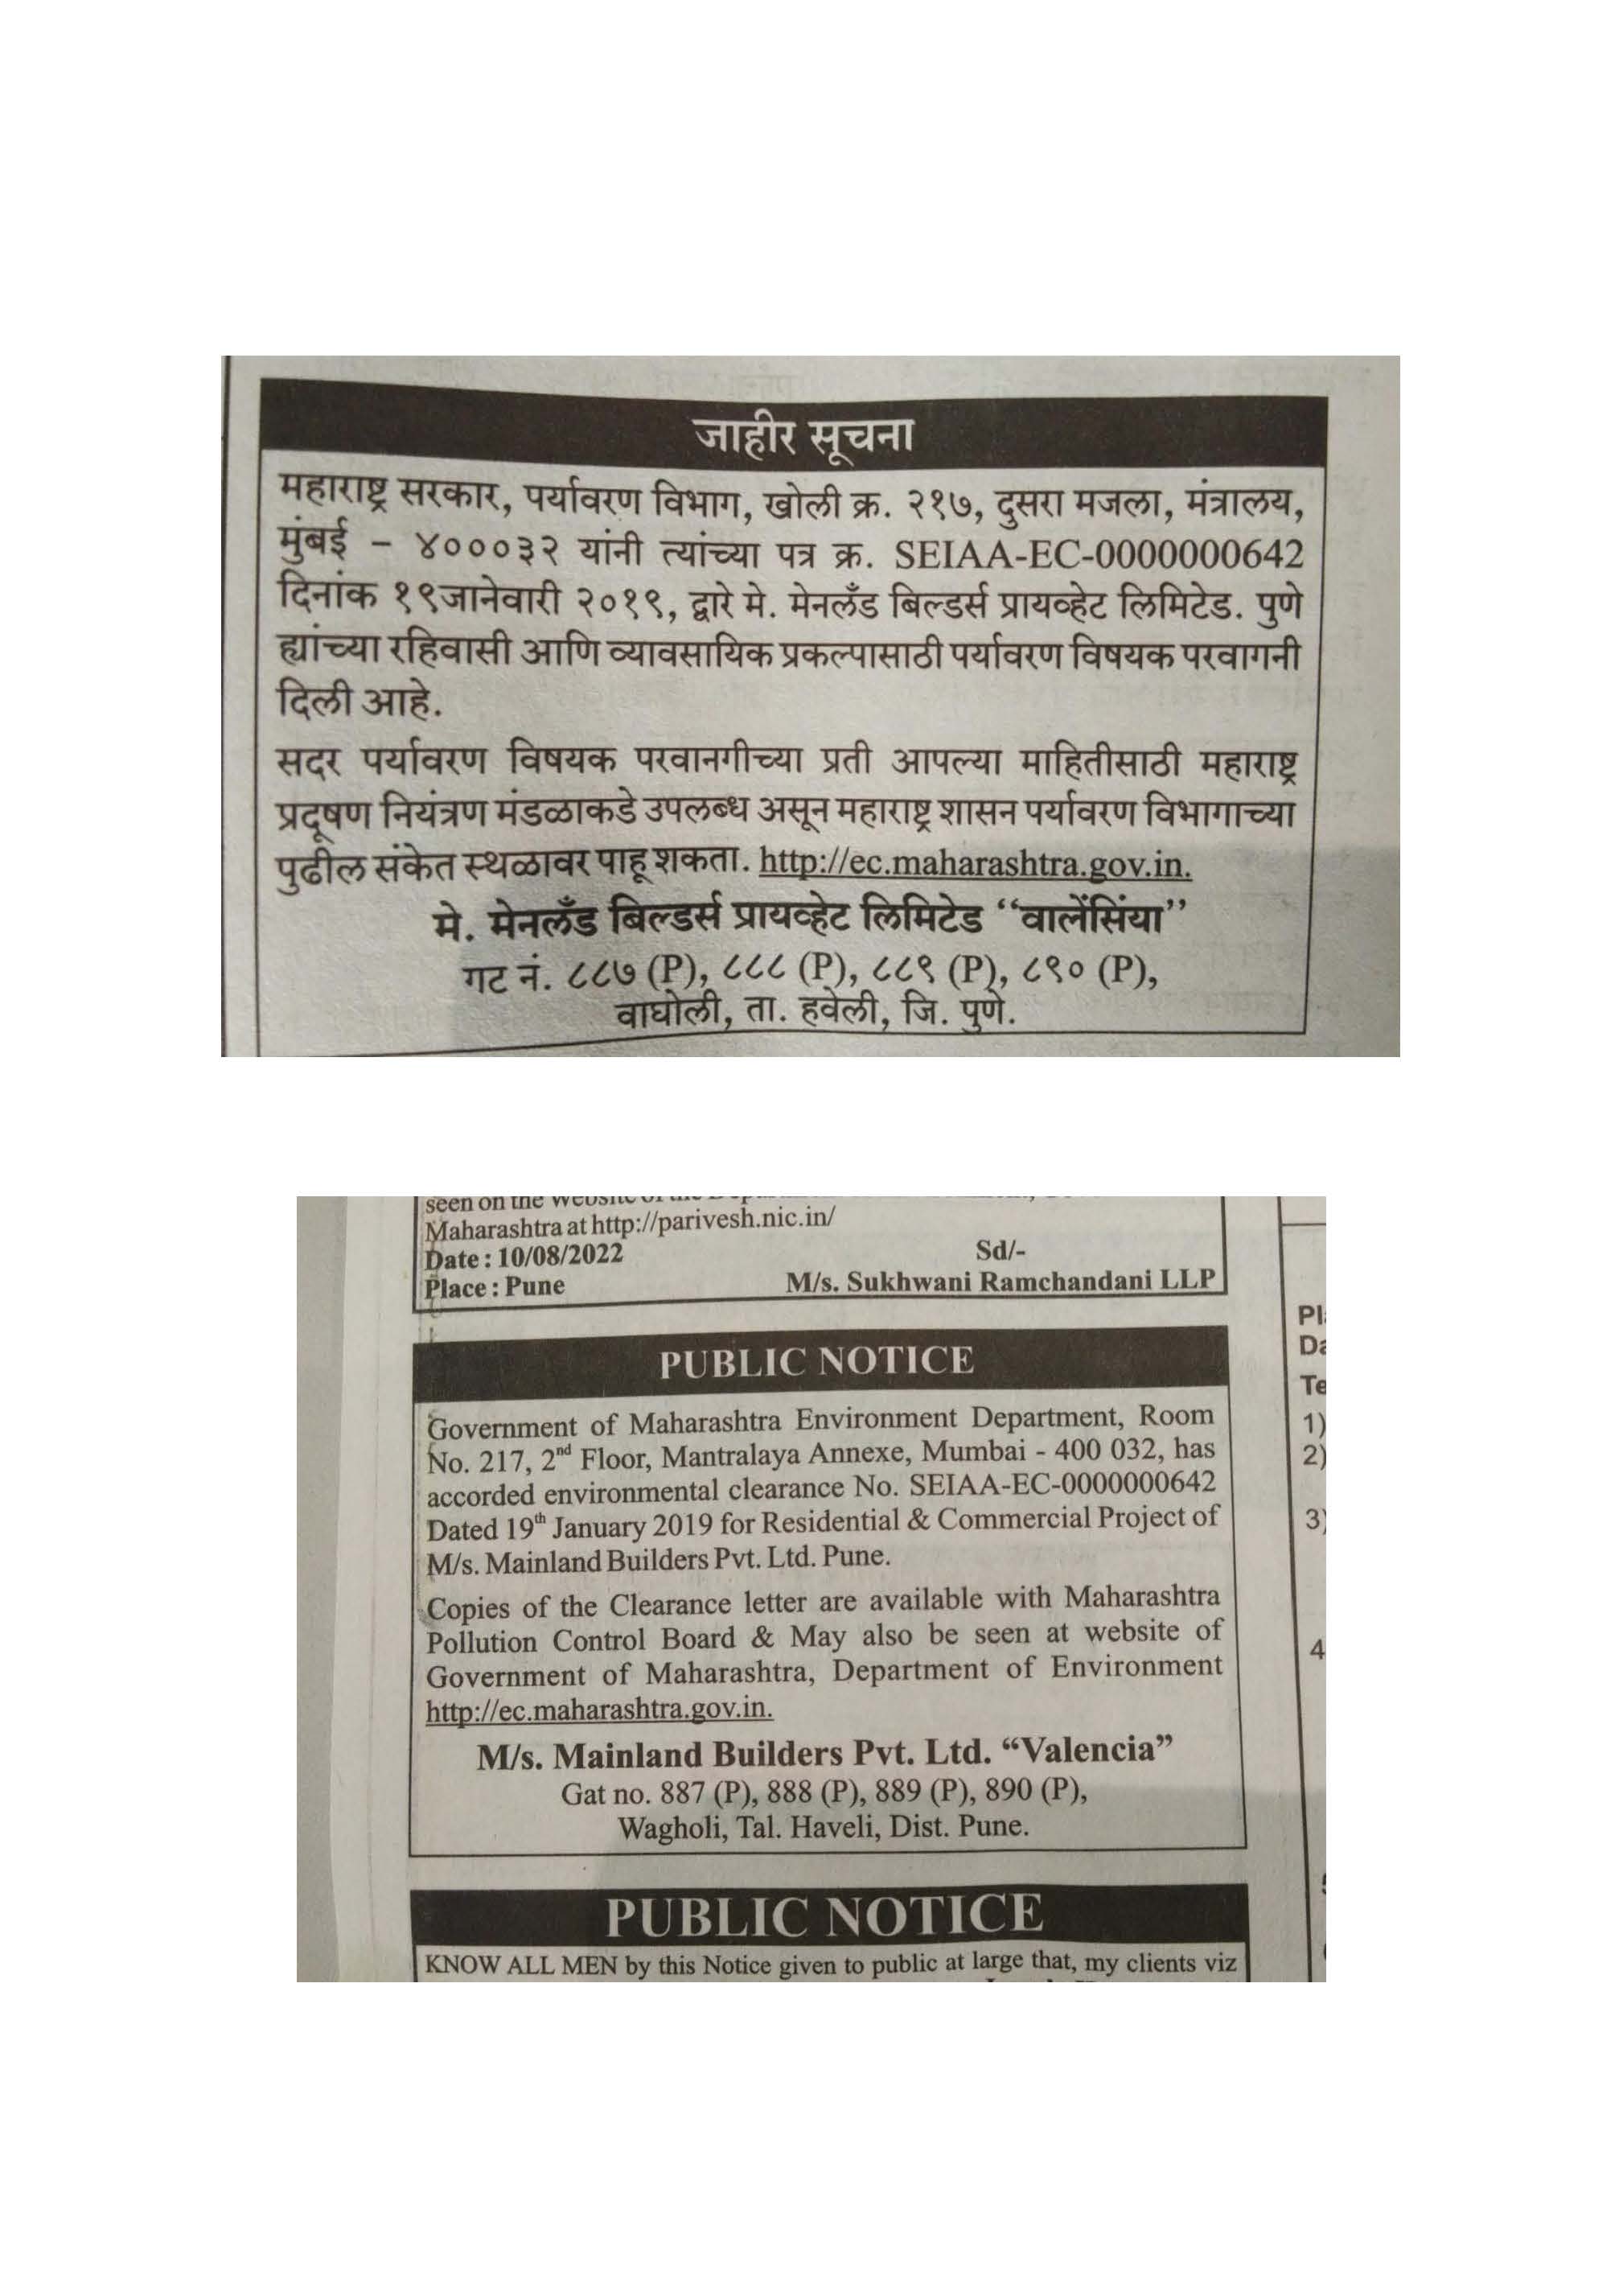 जाहीर सूचना
महाराष्ट्र सरकार, पर्यावरण विभाग, खोली क्र. २१७, दुसरा मजला, मंत्रालय,
मुंबई - ४०००३२ यांनी त्यांच्या पत्र क्र. SEIAA-EC-0000000642
दिनांक १९जानेवारी २०१९, द्वारे मे. मेनलँड बिल्डर्स प्रायव्हेट लिमिटेड. पुणे
ह्यांच्या रहिवासी आणि व्यावसायिक प्रकल्पासाठी पर्यावरण विषयक परवागनी
दिली आहे.
सदर पर्यावरण विषयक परवानगीच्या प्रती आपल्या माहितीसाठी महाराष्ट्र
प्रदूषण नियंत्रण मंडळाकडे उपलब्ध असून महाराष्ट्र शासन पर्यावरण विभागाच्या
पुढील संकेत स्थळावर पाहू शकता. http://ec.maharashtra.gov.in.
मे. मेनलँड बिल्डर्स प्रायव्हेट लिमिटेड “वालेंसिंया”
गट नं. ८८७ (P), ८८८ (P), ८८९ (P), ८९० (P),
वाघोली, ता. हवेली, जि. पुणे.
seen on the Website of the
Maharashtra at http://parivesh.nic.in/
Date : 10/08/2022 Sd/-
Place : Pune M/s. Sukhwani Ramchandani LLP
PUBLIC NOTICE
Government of Maharashtra Environment Department, Room
No. 217, 2nd Floor, Mantralaya Annexe, Mumbai - 400 032, has
accorded environmental clearance No. SEIAA-EC-0000000642
Dated 19th January 2019 for Residential & Commercial Project of
M/s. Mainland Builders Pvt. Ltd. Pune.
Copies of the Clearance letter are available with Maharashtra
Pollution Control Board & May also be seen at website of
Government of Maharashtra, Department of Environment
http://ec.maharashtra.gov.in.
M/s. Mainland Builders Pvt. Ltd. “Valencia”
Gat no. 887 (P), 888 (P), 889 (P), 890 (P),
Wagholi, Tal. Haveli, Dist. Pune.
PUBLIC NOTICE
KNOW ALL MEN by this Notice given to public at large that, my clients viz
Te
1)
2)
3)
4